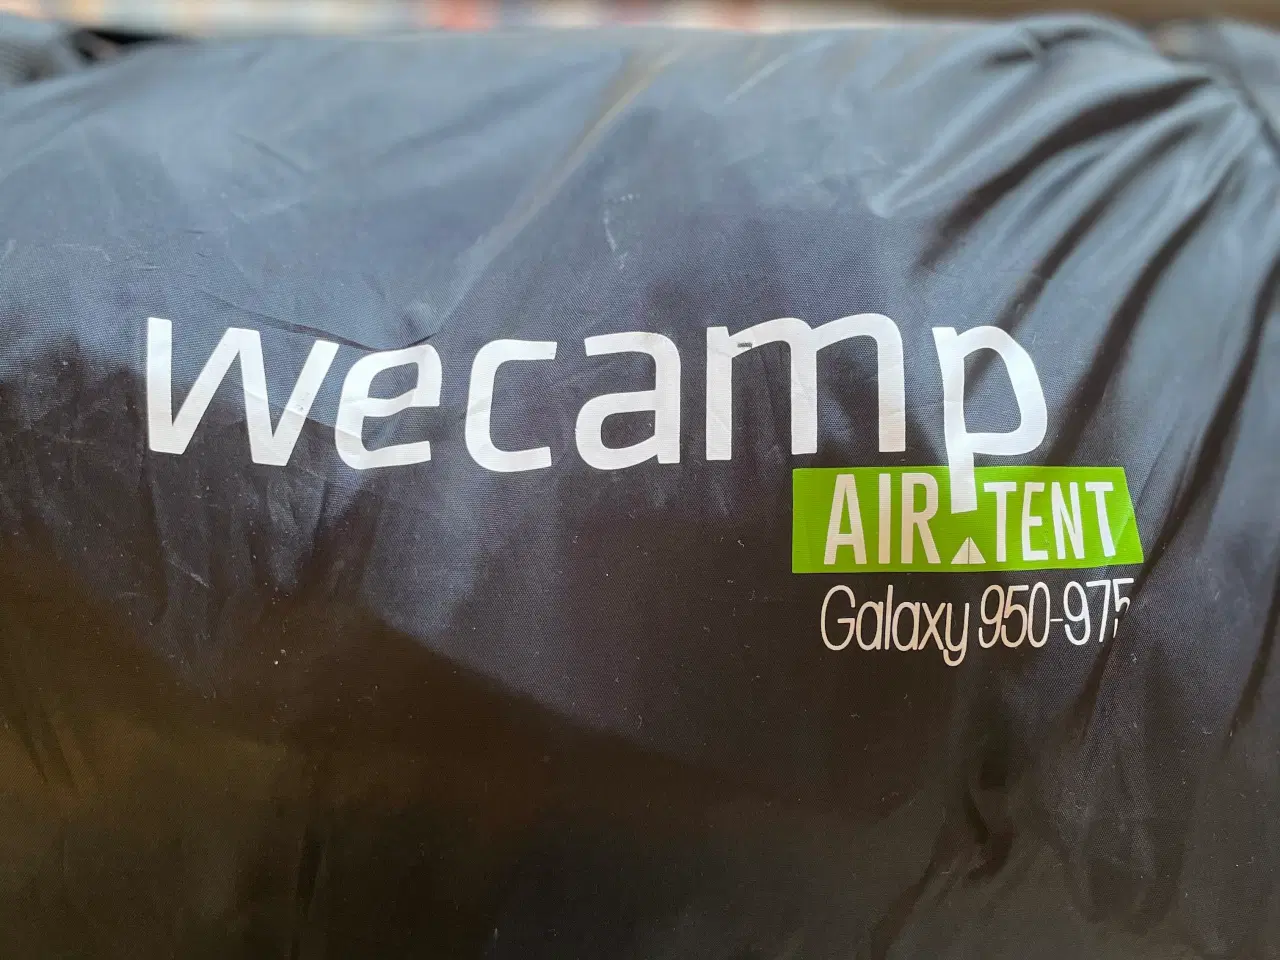 wecamp
AIR TENT
Galaxy 950-975